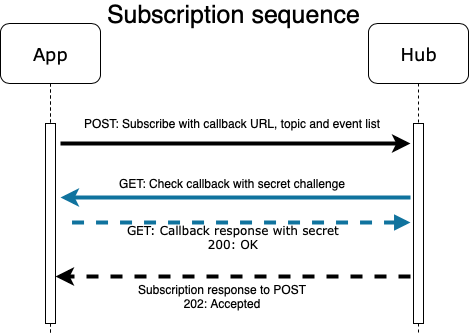 Subscription sequence
App
Hub
POST: Subscribe with callback URL, topic and event list
GET: Check callback with secret challenge
GET: Callback response with secret
200: OK
Subscription response to POST
202: Accepted